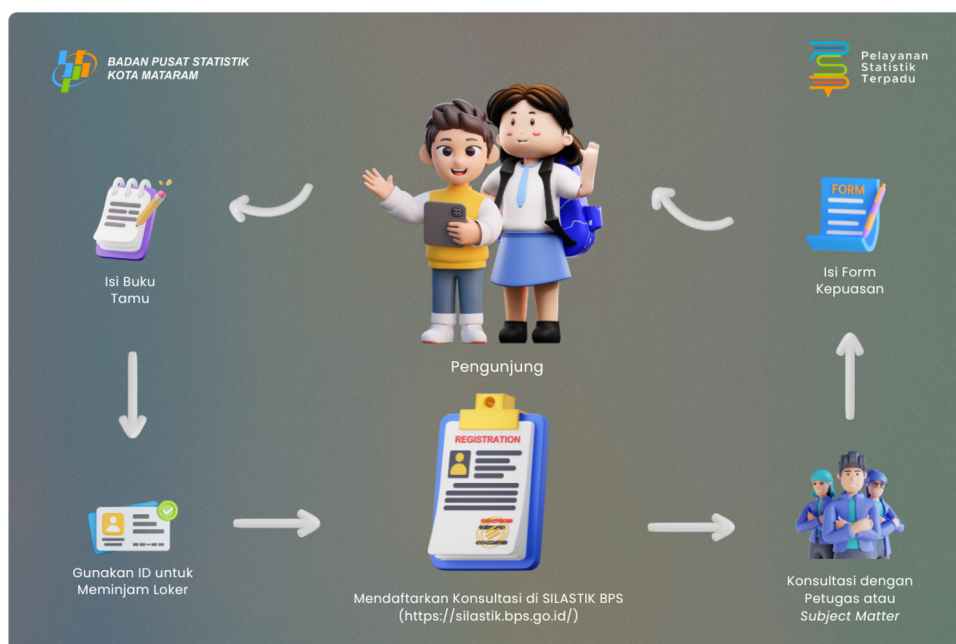 BADAN PUSAT STATISTIK
KOTA MATARAM
Pelayanan
Statistik
Terpadu
FORM
Isi Buku
Tamu
Isi Form
Kepuasan
Pengunjung
REGISTRATION
Gunakan ID untuk
Meminjam Loker
Mendaftarkan Konsultasi di SILASTIK BPS
(https://silastik.bps.go.id/)
Konsultasi dengan
Petugas atau
Subject Matter